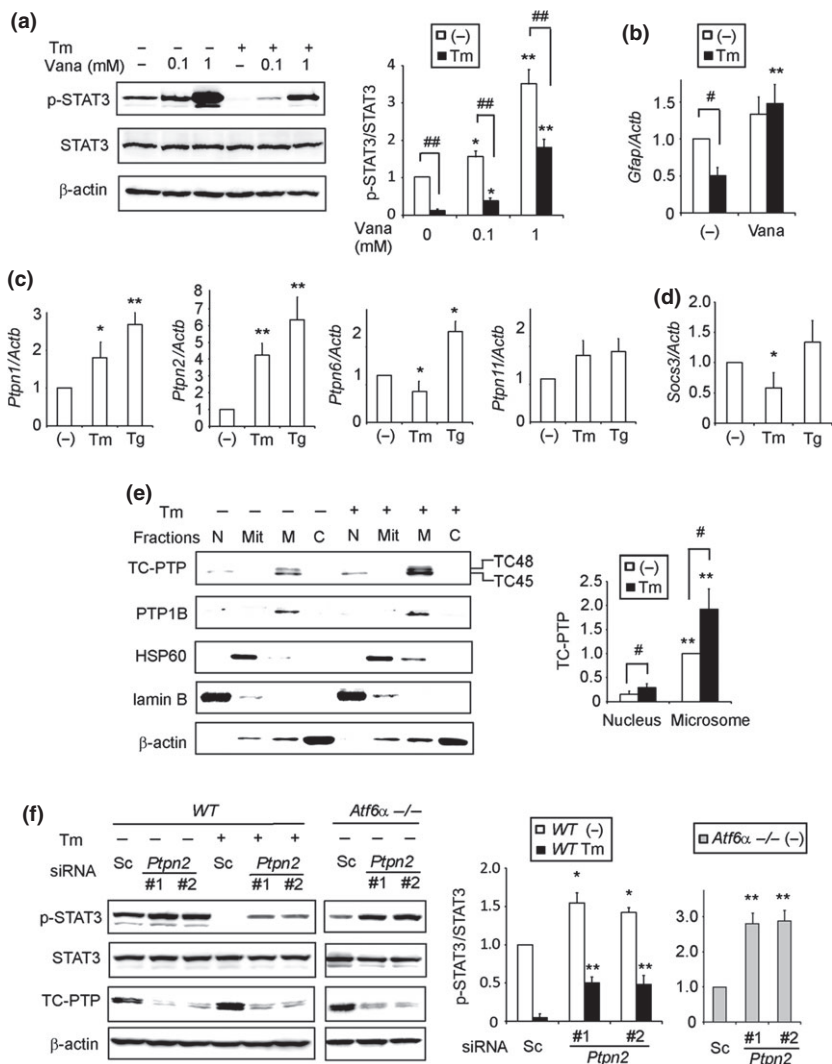 (a)
Tm – – – + + +
Vana (mM) – 0.1 1 – 0.1 1
p-STAT3
STAT3
β-actin
(–)
Tm
p-STAT3/STAT3
4
3
2
1
0
##
##
##
* * ** **
Vana (mM) 0 0.1 1
(b)
(–)
Tm
Gfap/Actb
1.5
1.0
0.5
0
#
**
(–) Vana
(c)
Ptpn1/Actb
3
2
1
0
* **
(–) Tm Tg
Ptpn2/Actb
8
7
6
5
4
3
2
1
0
** **
(–) Tm Tg
Ptpn6/Actb
2
1
0
* *
(–) Tm Tg
Ptpn11/Actb
2
1
0
(–) Tm Tg
(d)
Socs3/Actb
2.0
1.5
1.0
0.5
0
*
(–) Tm Tg
(e)
Tm – – – – + + + +
Fractions N Mit M C N Mit M C
TC-PTP
TC48
TC45
PTP1B
HSP60
lamin B
β-actin
(–)
Tm
TC-PTP
2.5
2.0
1.5
1.0
0.5
0
#
#
** **
Nucleus Microsome
(f)
WT Atf6α –/–
Tm – – – + + + – – –
siRNA Sc Ptpn2 Sc Ptpn2 Sc Ptpn2
#1 #2 #1 #2 #1 #2
p-STAT3
STAT3
TC-PTP
β-actin
WT (–)
WT Tm
p-STAT3/STAT3
2.0
1.5
1.0
0.5
0
* ** * **
siRNA Sc #1 #2
Ptpn2
Atf6α –/– (–)
3.0
2.0
1.0
0
** **
Sc #1 #2
Ptpn2